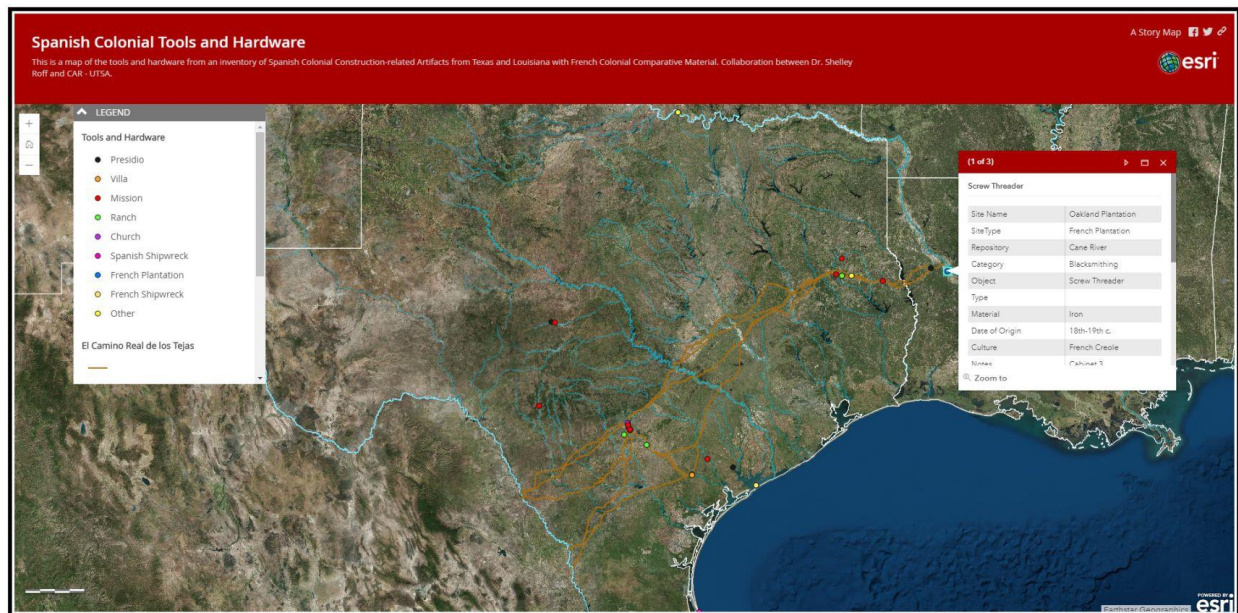 Spanish Colonial Tools and Hardware
This is a map of the tools and hardware from an inventory of Spanish Colonial Construction-related Artifacts from Texas and Louisiana with French Colonial Comparative Material. Collaboration between Dr. Shelley
Roff and CAR - UTSA.
A Story Map
esri
LEGEND
Tools and Hardware
Presidio
Villa
Mission
Ranch
Church
Spanish Shipwreck
French Plantation
French Shipwreck
Other
El Camino Real de los Tejas
(1 of 3)
Screw Threader
Site Name Oakland Plantation
SiteType French Plantation
Repository Cane River
Category Blacksmithing
Object Screw Threader
Type
Material Iron
Date of Origin 18th-19th c.
Culture French Creole
Notes Cabinet 3
Zoom to
Earthstar Geographics
POWERED BY
esri